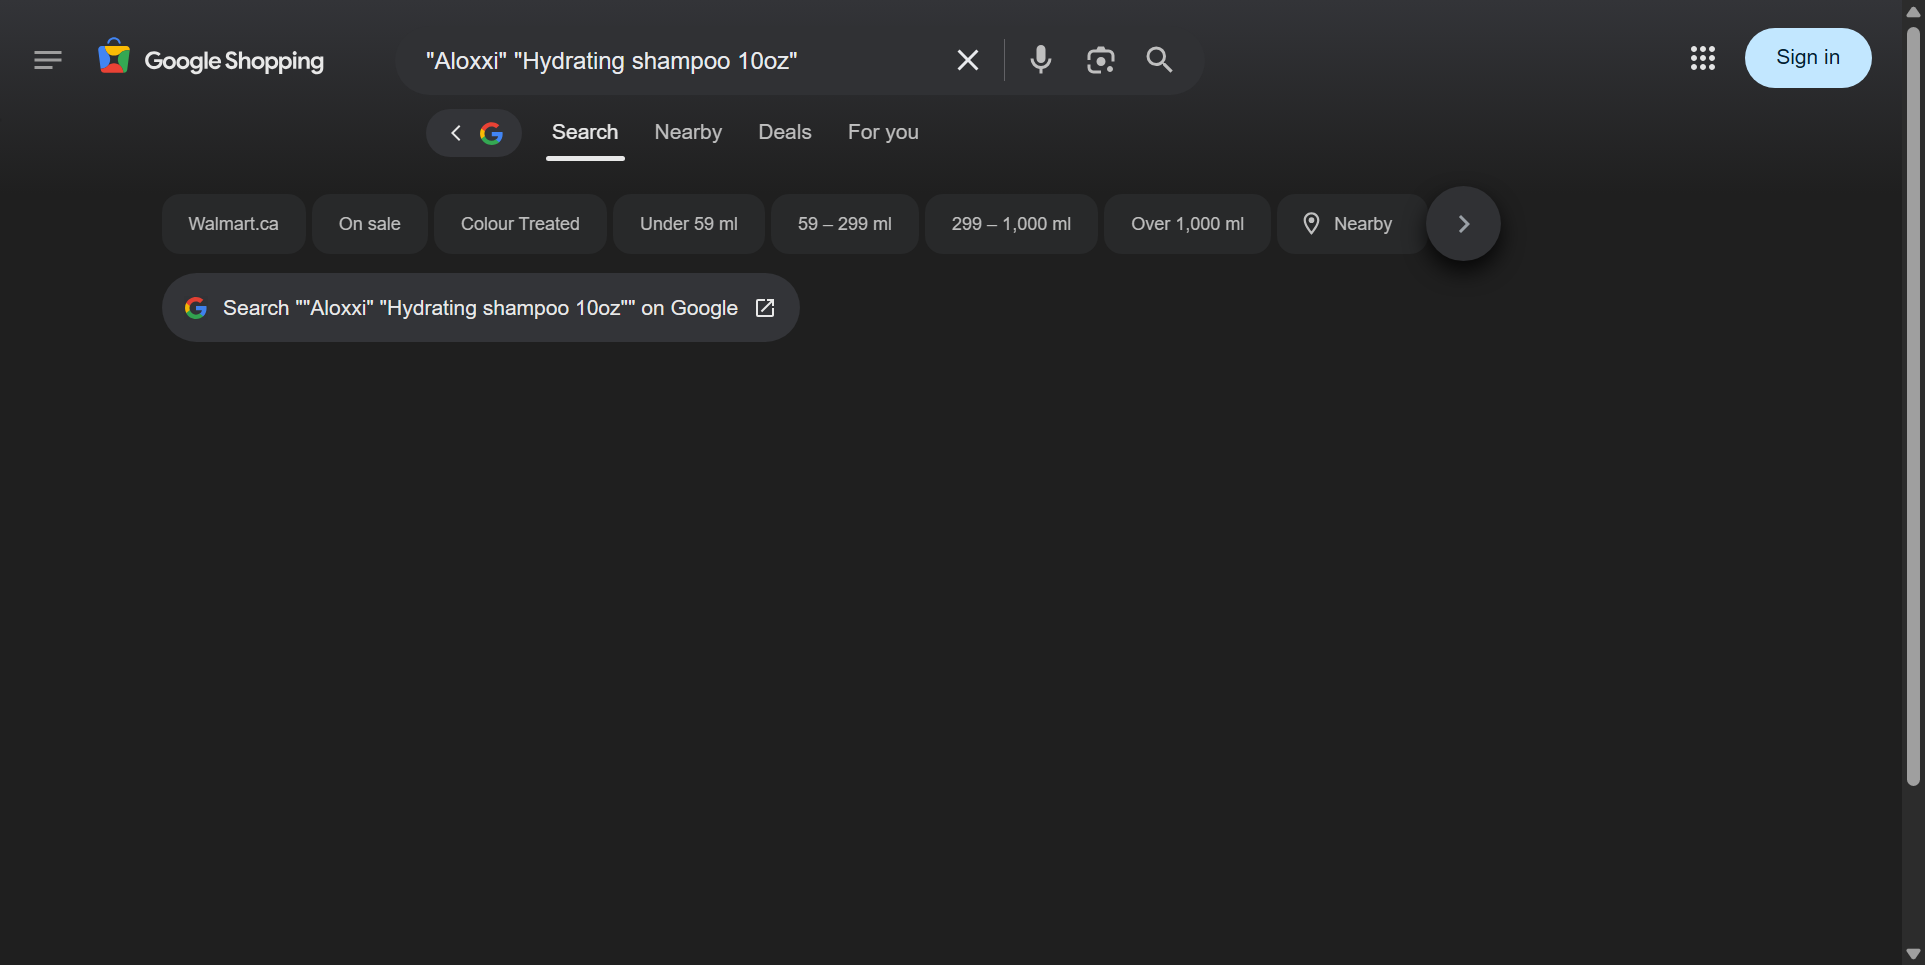 Google Shopping
"Aloxxi" "Hydrating shampoo 10oz"
Sign in
Search
Nearby
Deals
For you
Walmart.ca
On sale
Colour Treated
Under 59 ml
59 – 299 ml
299 – 1,000 ml
Over 1,000 ml
Nearby
Search ""Aloxxi" "Hydrating shampoo 10oz"" on Google